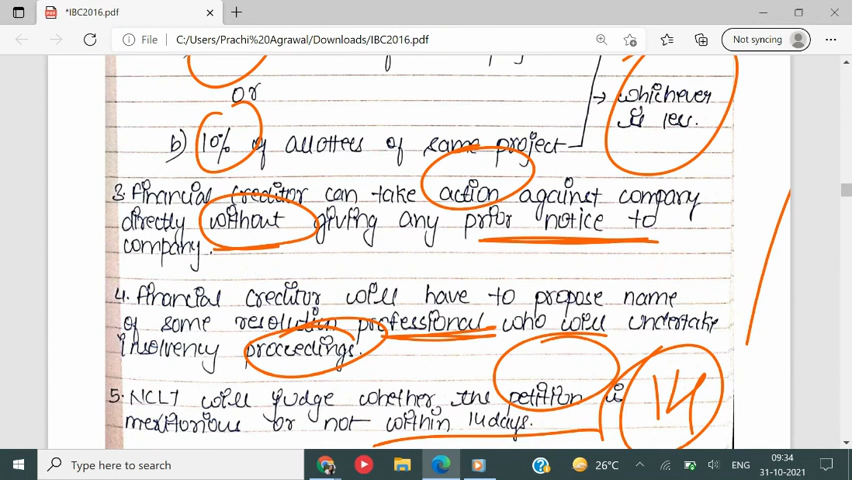 *IBC2016.pdf
File
C:/Users/Prachi%20Agrawal/Downloads/IBC2016.pdf
Not syncing
or
whichever
is less.
b) 10% of allottees of same project
3. Financial creditor can take action against company
directly without giving any prior notice to
company.
4. Financial creditor will have to propose name
of some resolution professional who will undertake
insolvency proceedings.
5. NCLT will judge whether the petition is
meritorious or not within 14 days.
14
Type here to search
26°C
ENG
09:34
31-10-2021